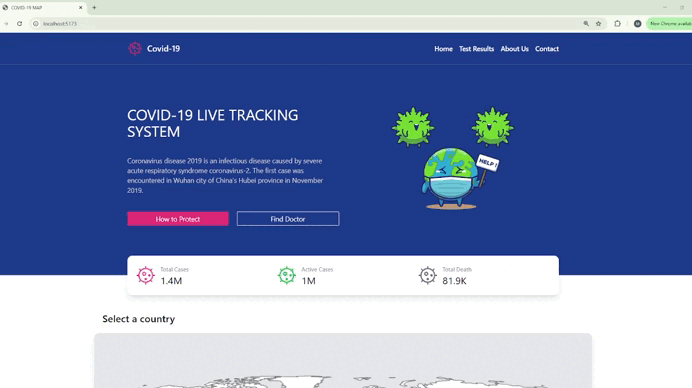 COVID-19 MAP
localhost:5173
New Chrome availab
Covid-19
Home Test Results About Us Contact
COVID-19 LIVE TRACKING
SYSTEM
HELP !
Coronavirus disease 2019 is an infectious disease caused by severe
acute respiratory syndrome coronavirus-2. The first case was
encountered in Wuhan city of China's Hubei province in November
2019.
How to Protect Find Doctor
Total Cases Active Cases Total Death
1.4M 1M 81.9K
Select a country